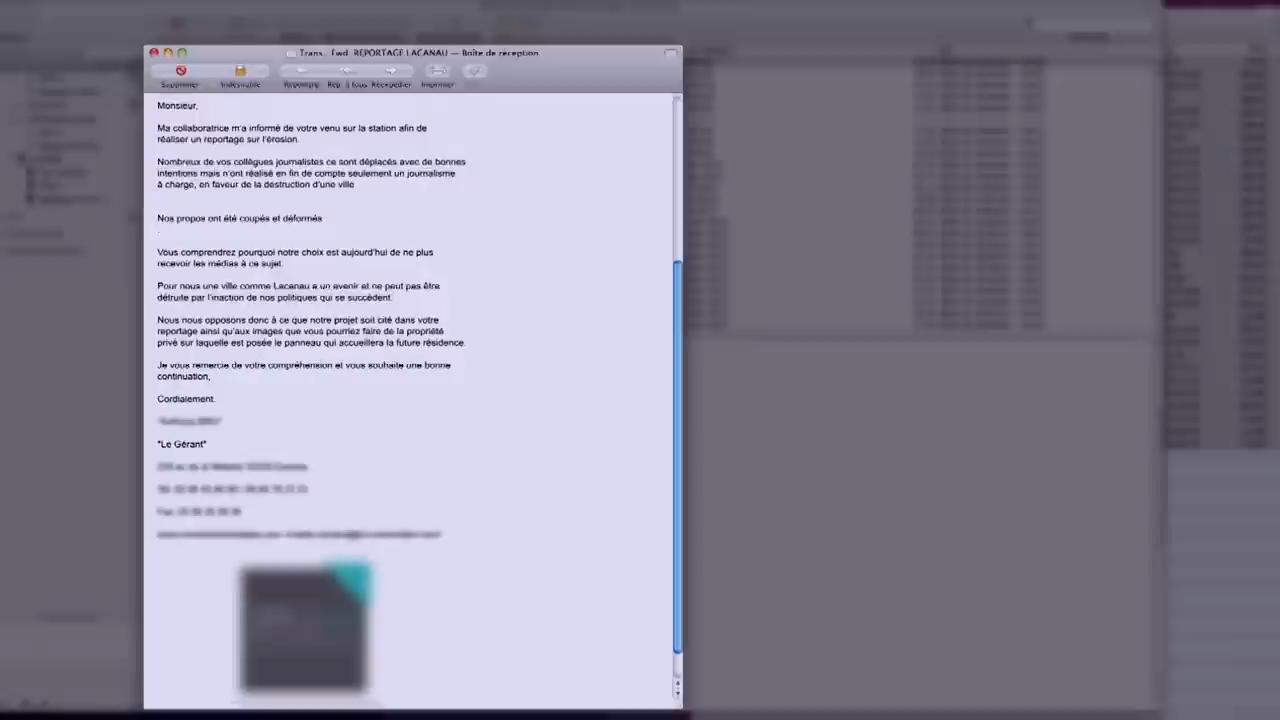 Trans : Fwd: REPORTAGE LACANAU — Boîte de réception
Supprimer Indésirable Répondre Rép. à tous Réexpédier Imprimer
Monsieur,
Ma collaboratrice m'a informé de votre venu sur la station afin de
réaliser un reportage sur l'érosion.
Nombreux de vos collègues journalistes ce sont déplacés avec de bonnes
intentions mais n'ont réalisé en fin de compte seulement un journalisme
à charge, en faveur de la destruction d'une ville
Nos propos ont été coupés et déformés
.
Vous comprendrez pourquoi notre choix est aujourd'hui de ne plus
recevoir les médias à ce sujet.
Pour nous une ville comme Lacanau a un avenir et ne peut pas être
détruite par l'inaction de nos politiques qui se succèdent.
Nous nous opposons donc à ce que notre projet soit cité dans votre
reportage ainsi qu'aux images que vous pourriez faire de la propriété
privé sur laquelle est posée le panneau qui accueillera la future résidence.
Je vous remercie de votre compréhension et vous souhaite une bonne
continuation,
Cordialement.
"Le Gérant"